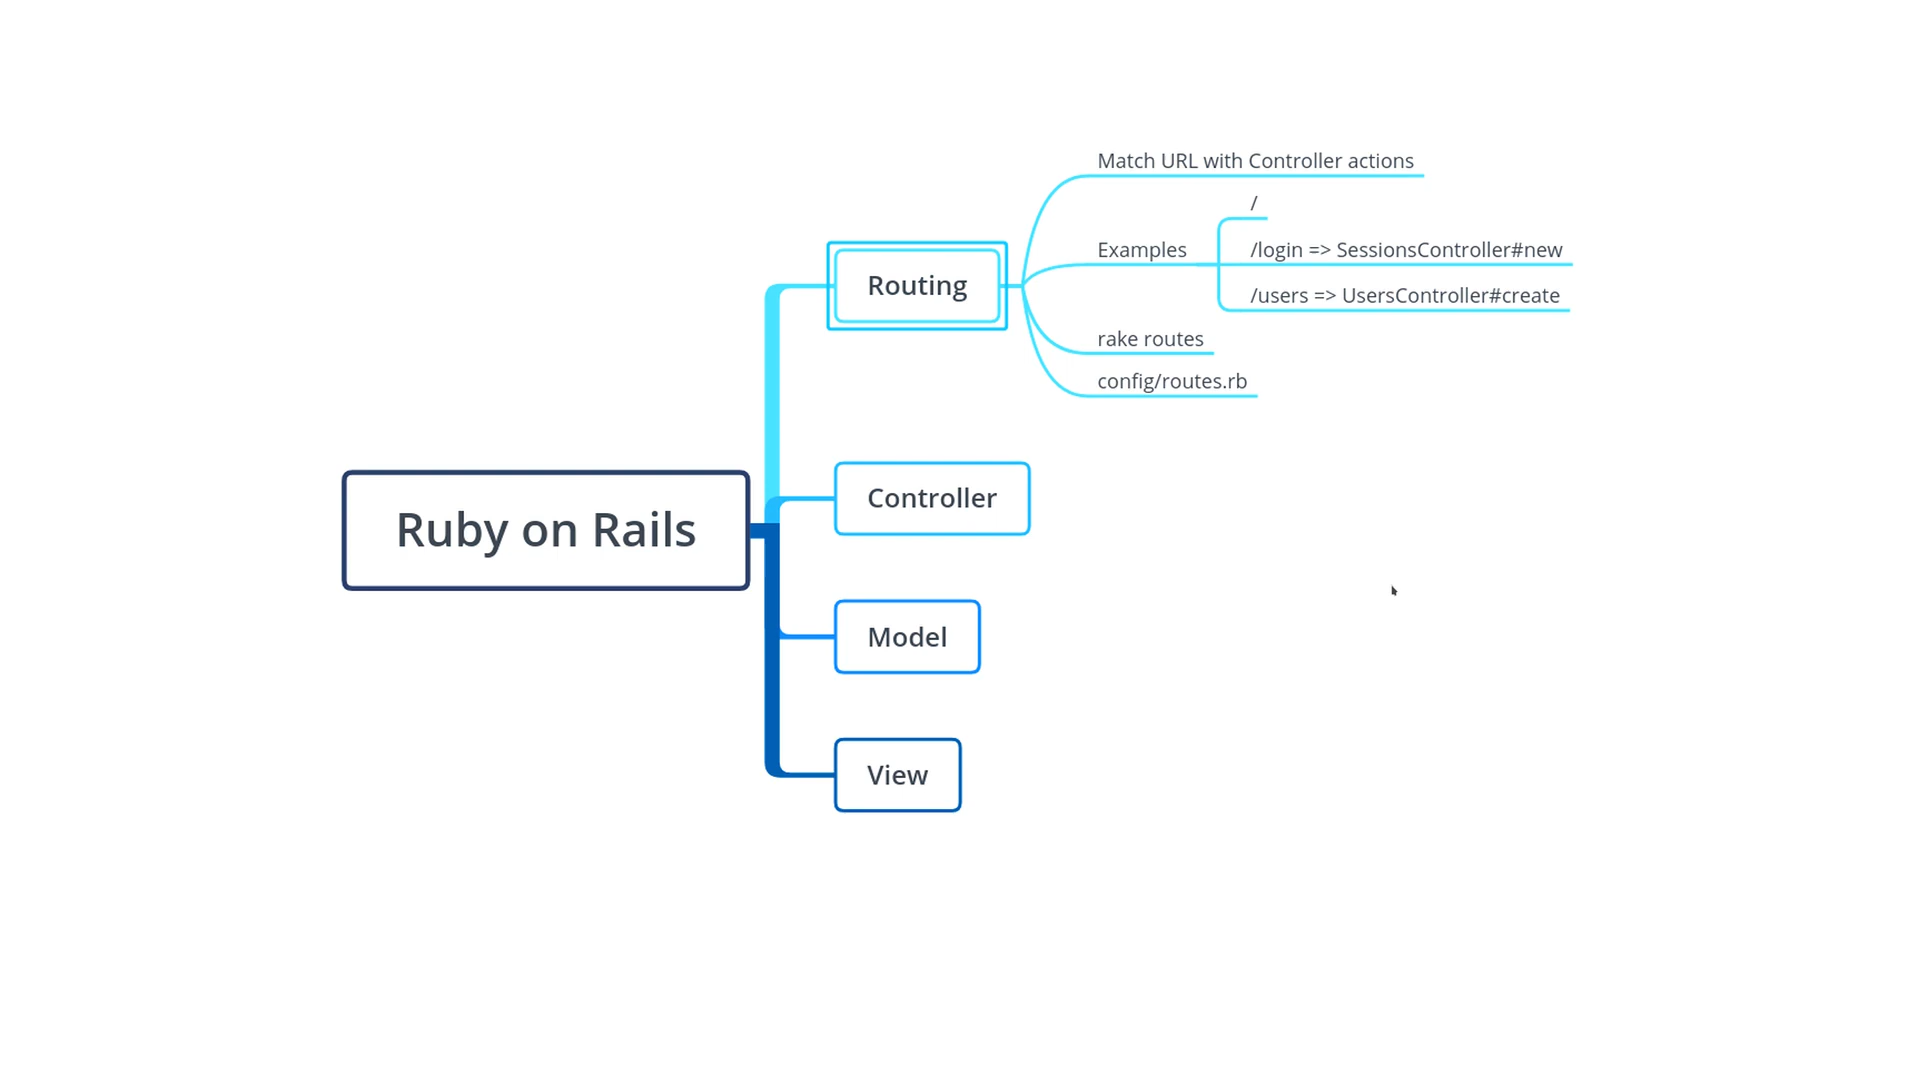 Ruby on Rails
Routing
Match URL with Controller actions
Examples
/
/login => SessionsController#new
/users => UsersController#create
rake routes
config/routes.rb
Controller
Model
View